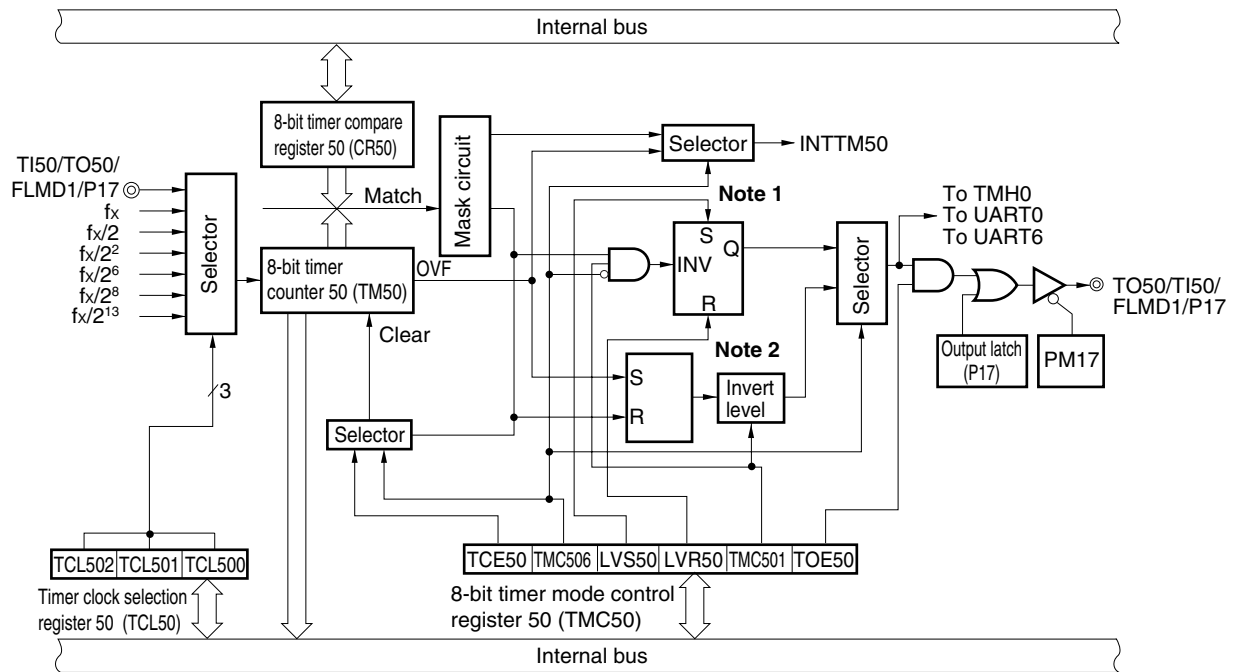 Internal bus
8-bit timer compare
register 50 (CR50)
TI50/TO50/
FLMD1/P17
fX
fX/2
fX/2²
fX/2⁶
fX/2⁸
fX/2¹³
Selector
Match
Mask circuit
Selector
INTTM50
Note 1
S
INV
Q
R
To TMH0
To UART0
To UART6
8-bit timer
counter 50 (TM50)
OVF
Clear
Selector
TO50/TI50/
FLMD1/P17
Output latch
(P17)
PM17
Note 2
S
R
Invert
level
3
Selector
TCL502 TCL501 TCL500
Timer clock selection
register 50 (TCL50)
TCE50 TMC506 LVS50 LVR50 TMC501 TOE50
8-bit timer mode control
register 50 (TMC50)
Internal bus